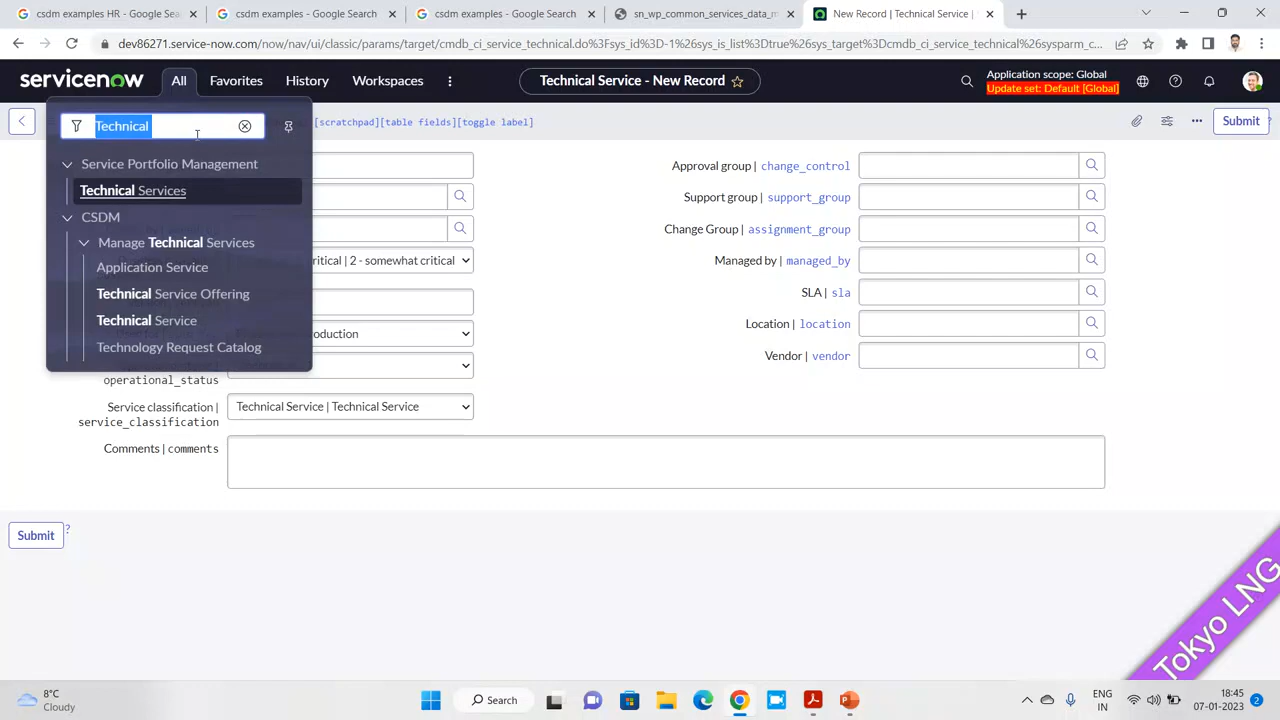 csdm examples HR - Google Sea
csdm examples - Google Search
csdm examples - Google Search
sn_wp_common_services_data_m
New Record | Technical Service |
dev86271.service-now.com/now/nav/ui/classic/params/target/cmdb_ci_service_technical.do%3Fsys_id%3D-1%26sys_is_list%3Dtrue%26sys_target%3Dcmdb_ci_service_technical%26sysparm_c...
servicenow
All
Favorites
History
Workspaces
Technical Service - New Record
Application scope: Global
Update set: Default [Global]
Technical
[scratchpad][table fields][toggle label]
Submit
Service Portfolio Management
Technical Services
CSDM
Manage Technical Services
Application Service
Technical Service Offering
Technical Service
Technology Request Catalog
Approval group | change_control
Support group | support_group
Change Group | assignment_group
ritical | 2 - somewhat critical
Managed by | managed_by
SLA | sla
oduction
Location | location
Vendor | vendor
operational_status
Service classification |
service_classification
Technical Service | Technical Service
Comments | comments
Submit
?
Tokyo LNG
8°C
Cloudy
Search
ENG
IN
18:45
07-01-2023
2